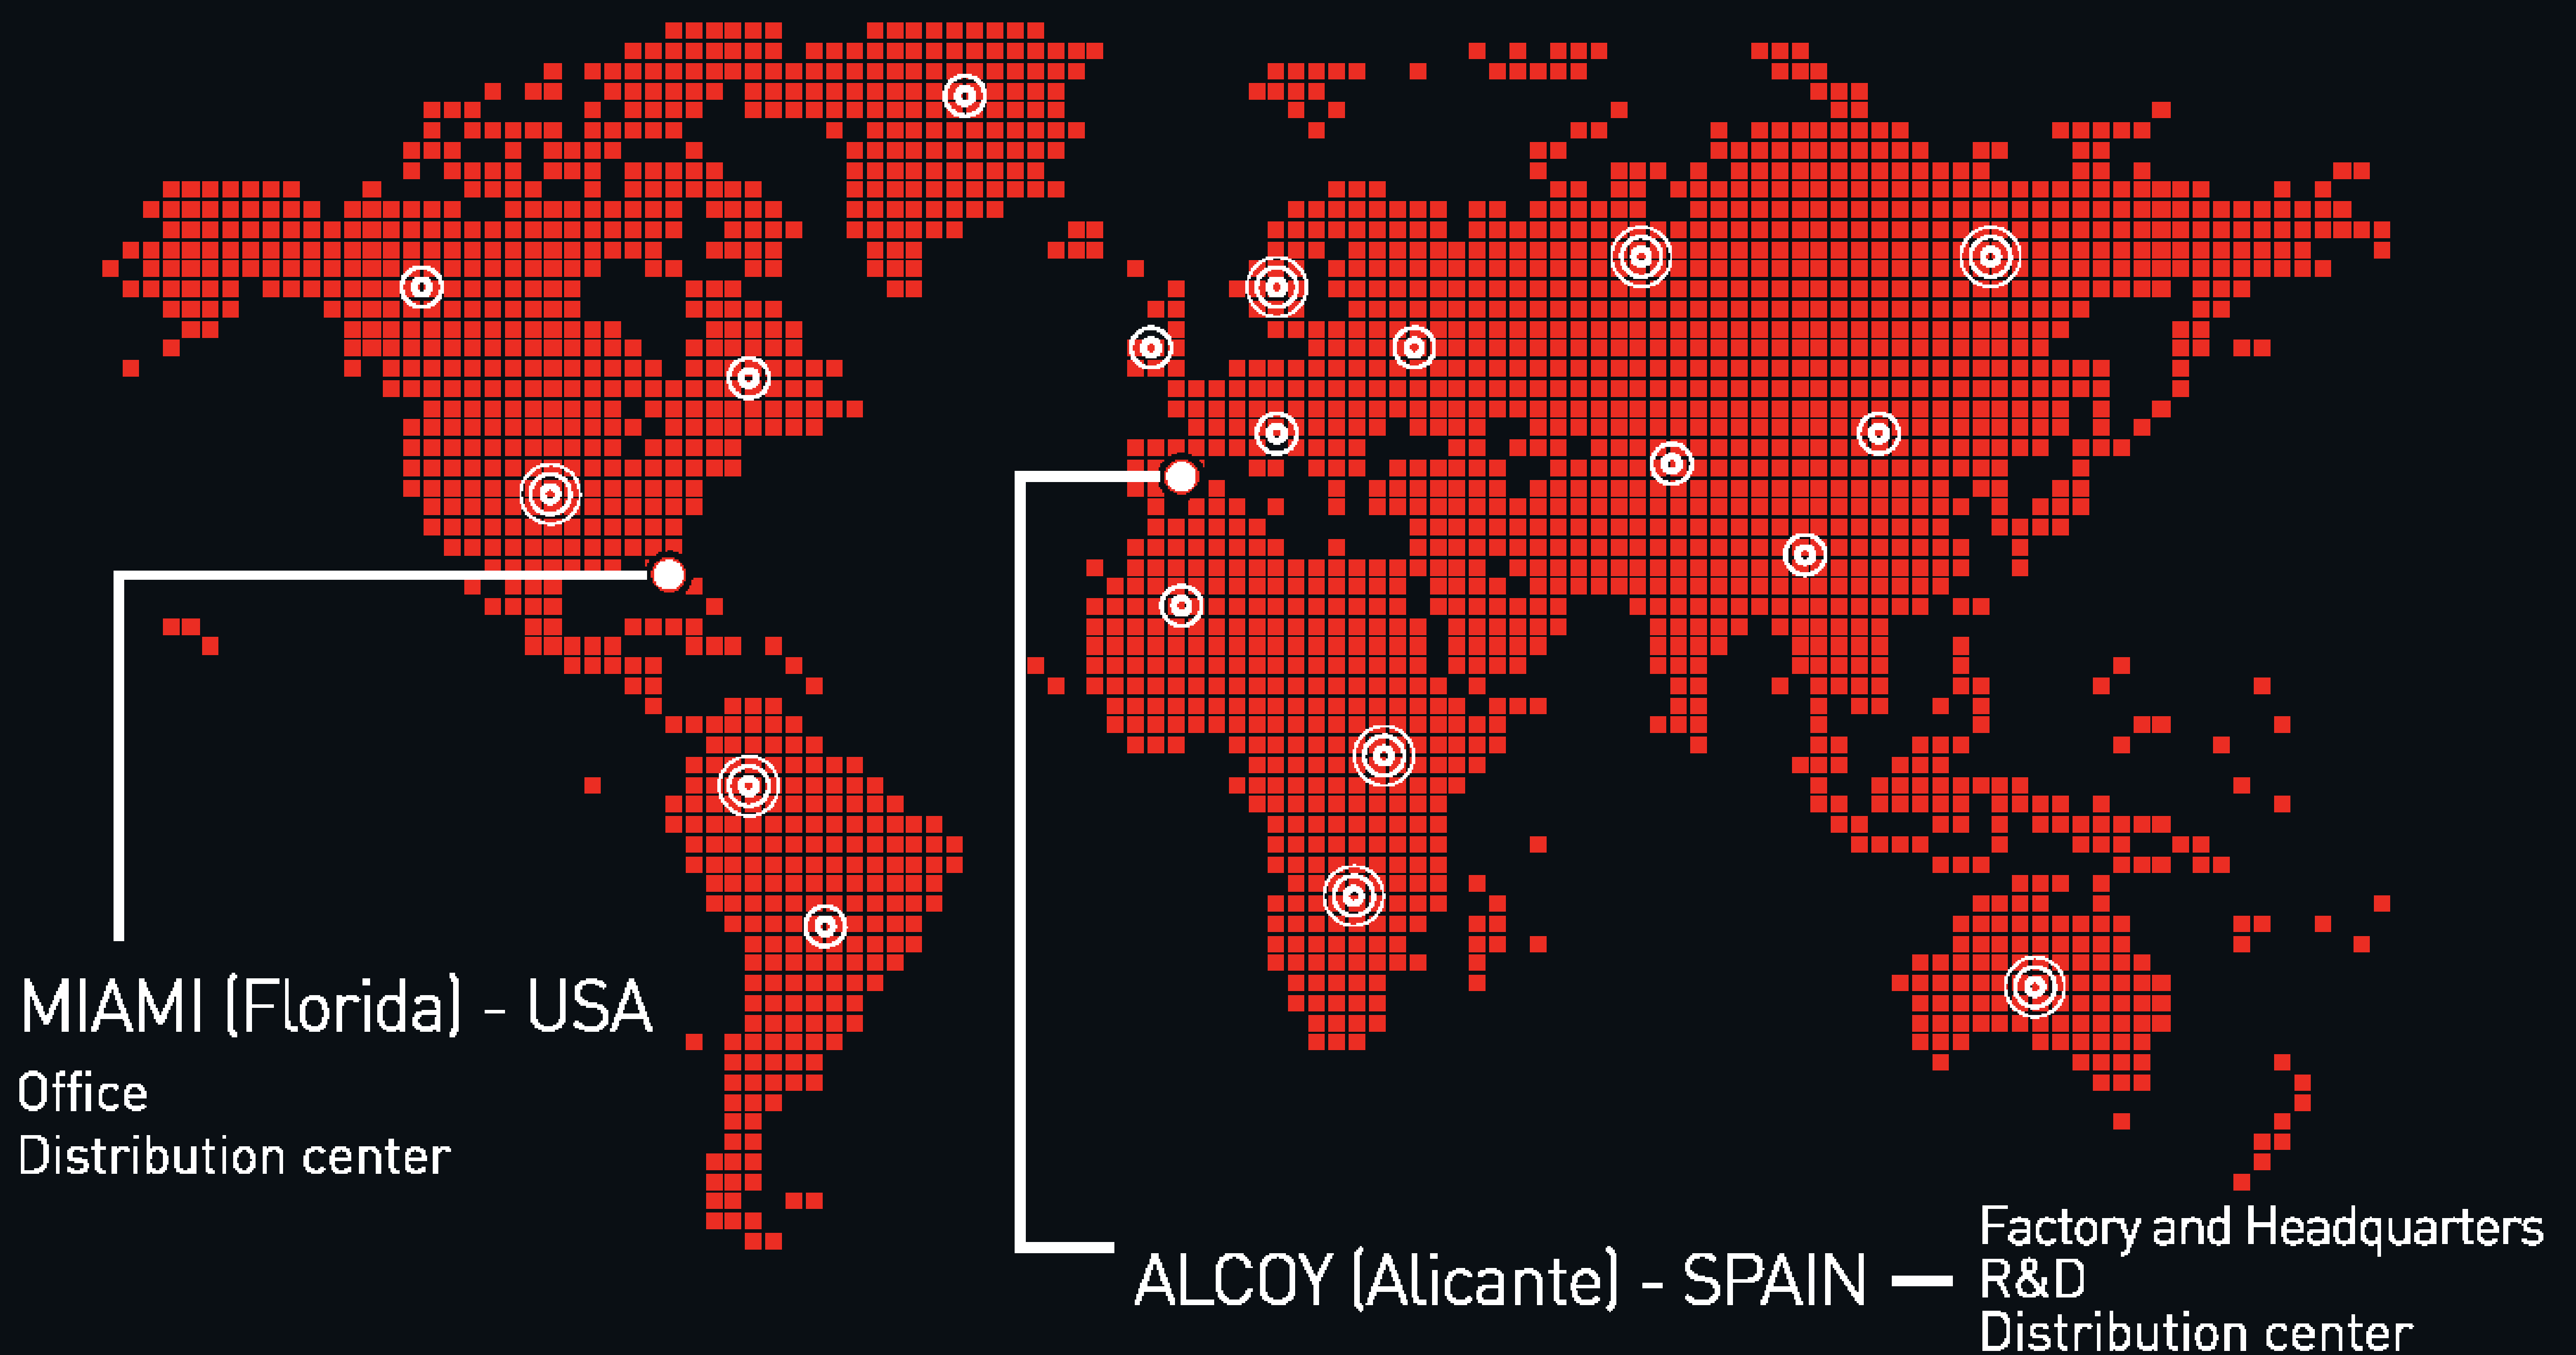 MIAMI (Florida) - USA
Office
Distribution center
ALCOY (Alicante) - SPAIN
Factory and Headquarters
R&D
Distribution center